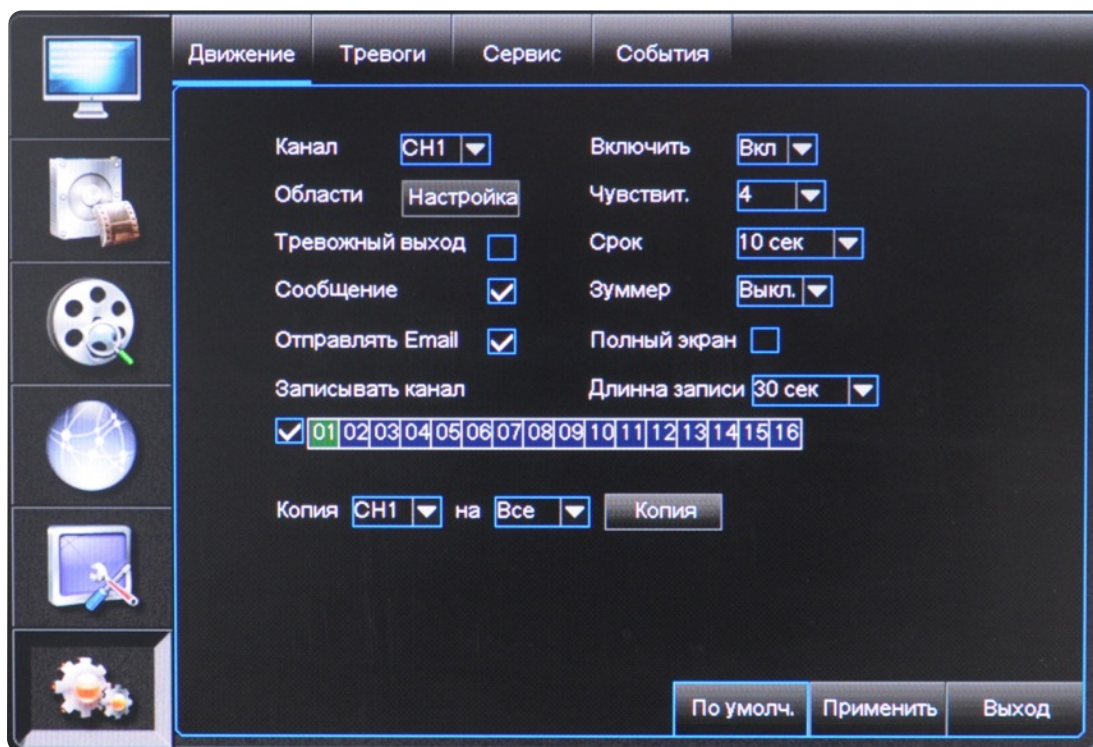 Движение Тревоги Сервис События
Канал CH1 Включить Вкл
Области Настройка Чувствит. 4
Тревожный выход Срок 10 сек
Сообщение Зуммер Выкл.
Отправлять Email Полный экран
Записывать канал Длинна записи 30 сек
01 02 03 04 05 06 07 08 09 10 11 12 13 14 15 16
Копия CH1 на Все Копия
По умолч. Применить Выход